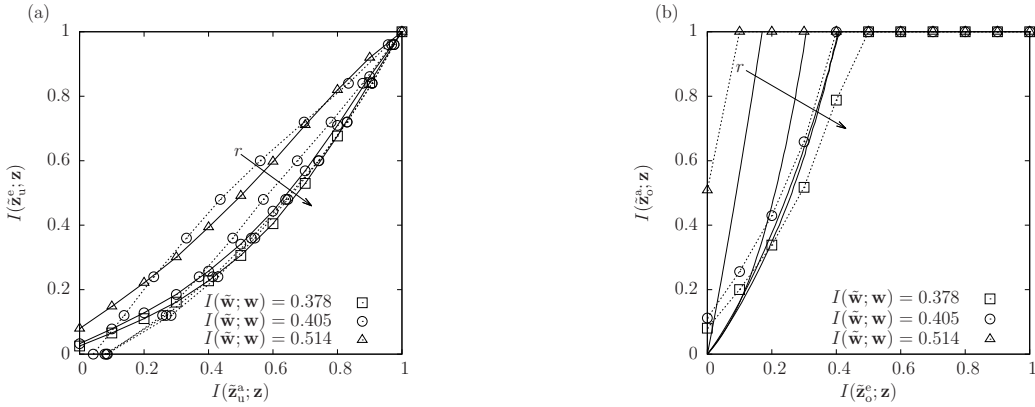 (a)
1
0.8
0.6
0.4
0.2
0
I(z̃ᵉᵤ; z)
r
I(w̃; w) = 0.378
I(w̃; w) = 0.405
I(w̃; w) = 0.514
0 0.2 0.4 0.6 0.8 1
I(z̃ᵃᵤ; z)
(b)
1
0.8
0.6
0.4
0.2
0
I(z̃ᵃₒ; z)
r
I(w̃; w) = 0.378
I(w̃; w) = 0.405
I(w̃; w) = 0.514
0 0.2 0.4 0.6 0.8 1
I(z̃ᵉₒ; z)